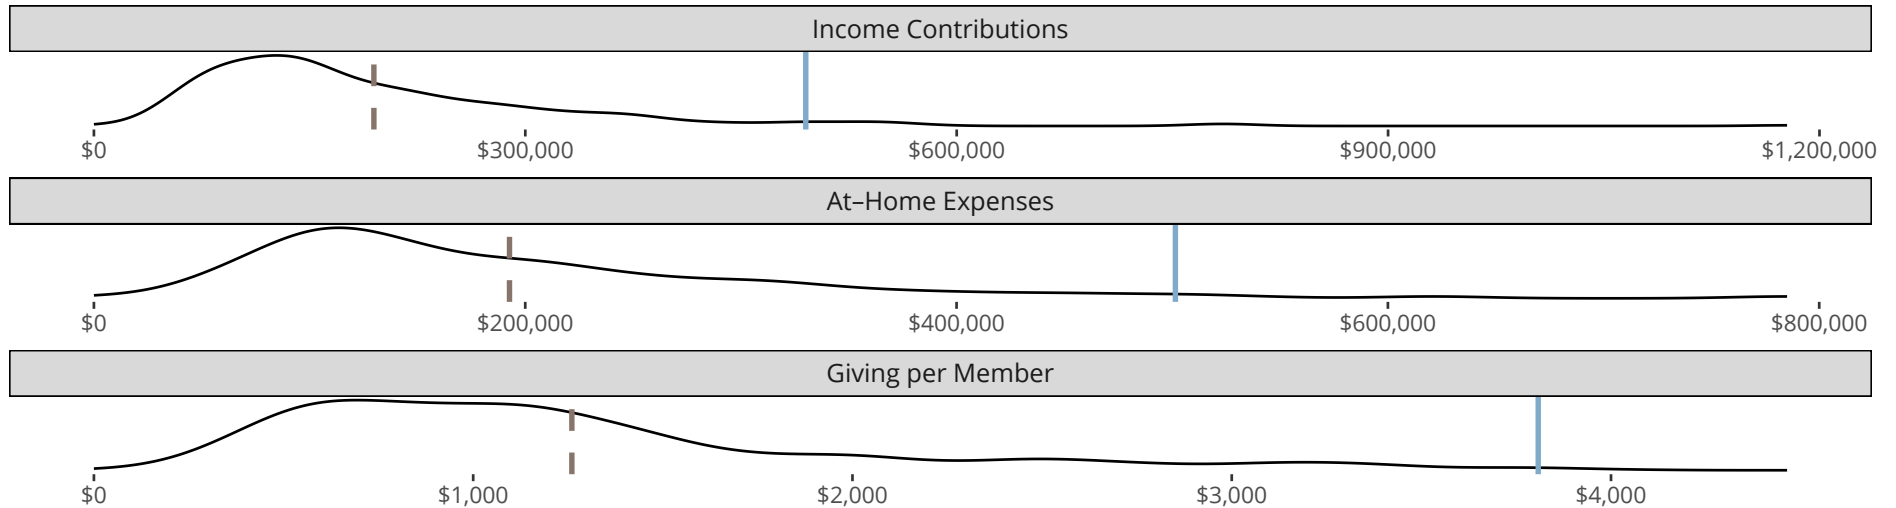 Income Contributions
$0 $300,000 $600,000 $900,000 $1,200,000
At–Home Expenses
$0 $200,000 $400,000 $600,000 $800,000
Giving per Member
$0 $1,000 $2,000 $3,000 $4,000